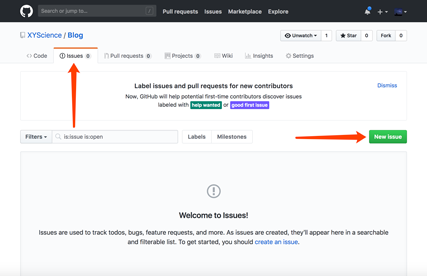 Search or jump to... /
Pull requests Issues Marketplace Explore
XYScience / Blog
Unwatch 1 Star 0 Fork 0
Code Issues 0 Pull requests 0 Projects 0 Wiki Insights Settings
Label issues and pull requests for new contributors
Dismiss
Now, GitHub will help potential first-time contributors discover issues
labeled with help wanted or good first issue
Filters is:issue is:open Labels Milestones New issue
Welcome to Issues!
Issues are used to track todos, bugs, feature requests, and more. As issues are created, they'll appear here in a searchable
and filterable list. To get started, you should create an issue.